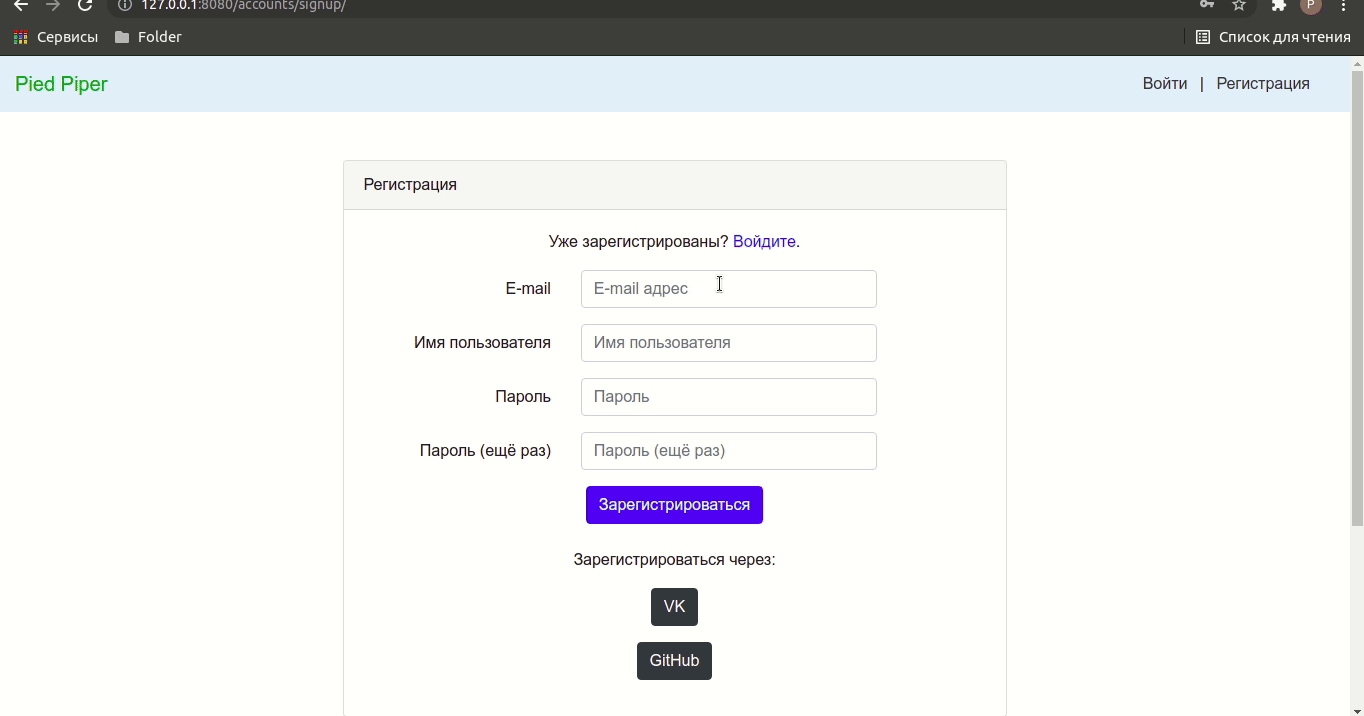 127.0.0.1:8080/accounts/signup/
P
Сервисы Folder Список для чтения
Pied Piper Войти | Регистрация
Регистрация
Уже зарегистрированы? Войдите.
E-mail E-mail адрес
Имя пользователя Имя пользователя
Пароль Пароль
Пароль (ещё раз) Пароль (ещё раз)
Зарегистрироваться
Зарегистрироваться через:
VK
GitHub